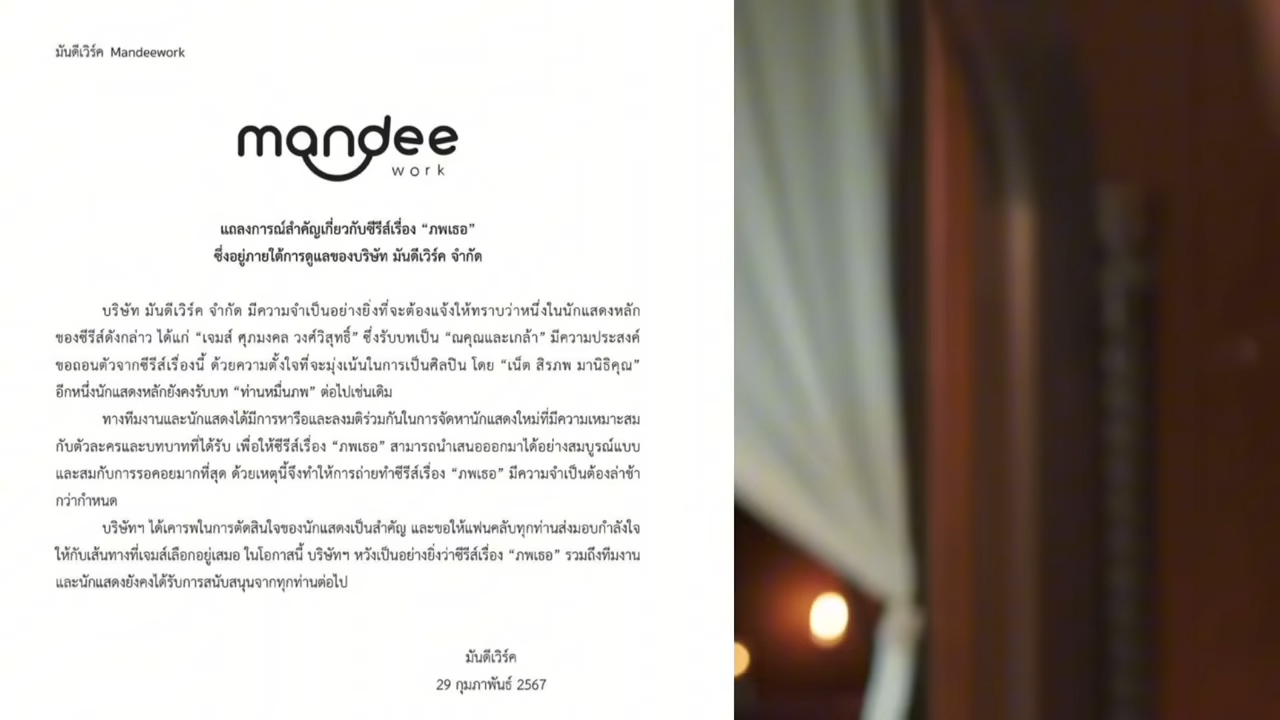 มันดีเวิร์ค Mandeework
mandee
work
แถลงการณ์สำคัญเกี่ยวกับซีรีส์เรื่อง “ภพเธอ”
ซึ่งอยู่ภายใต้การดูแลของบริษัท มันดีเวิร์ค จำกัด
บริษัท มันดีเวิร์ค จำกัด มีความจำเป็นอย่างยิ่งที่จะต้องแจ้งให้ทราบว่าหนึ่งในนักแสดงหลัก
ของซีรีส์ดังกล่าว ได้แก่ “เจมส์ ศุภมงคล วงศ์วิสุทธิ์” ซึ่งรับบทเป็น “ณคุณและเกล้า” มีความประสงค์
ขอถอนตัวจากซีรีส์เรื่องนี้ ด้วยความตั้งใจที่จะมุ่งเน้นในการเป็นศิลปิน โดย “เน็ต สิรภพ มานิธิคุณ”
อีกหนึ่งนักแสดงหลักยังคงรับบท “ท่านหมื่นภพ” ต่อไปเช่นเดิม
ทางทีมงานและนักแสดงได้มีการหารือและลงมติร่วมกันในการจัดหานักแสดงใหม่ที่มีความเหมาะสม
กับตัวละครและบทบาทที่ได้รับ เพื่อให้ซีรีส์เรื่อง “ภพเธอ” สามารถนำเสนอออกมาได้อย่างสมบูรณ์แบบ
และสมกับการรอคอยมากที่สุด ด้วยเหตุนี้จึงทำให้การถ่ายทำซีรีส์เรื่อง “ภพเธอ” มีความจำเป็นต้องล่าช้า
กว่ากำหนด
บริษัทฯ ได้เคารพในการตัดสินใจของนักแสดงเป็นสำคัญ และขอให้แฟนคลับทุกท่านส่งมอบกำลังใจ
ให้กับเส้นทางที่เจมส์เลือกอยู่เสมอ ในโอกาสนี้ บริษัทฯ หวังเป็นอย่างยิ่งว่าซีรีส์เรื่อง “ภพเธอ” รวมถึงทีมงาน
และนักแสดงยังคงได้รับการสนับสนุนจากทุกท่านต่อไป
มันดีเวิร์ค
29 กุมภาพันธ์ 2567